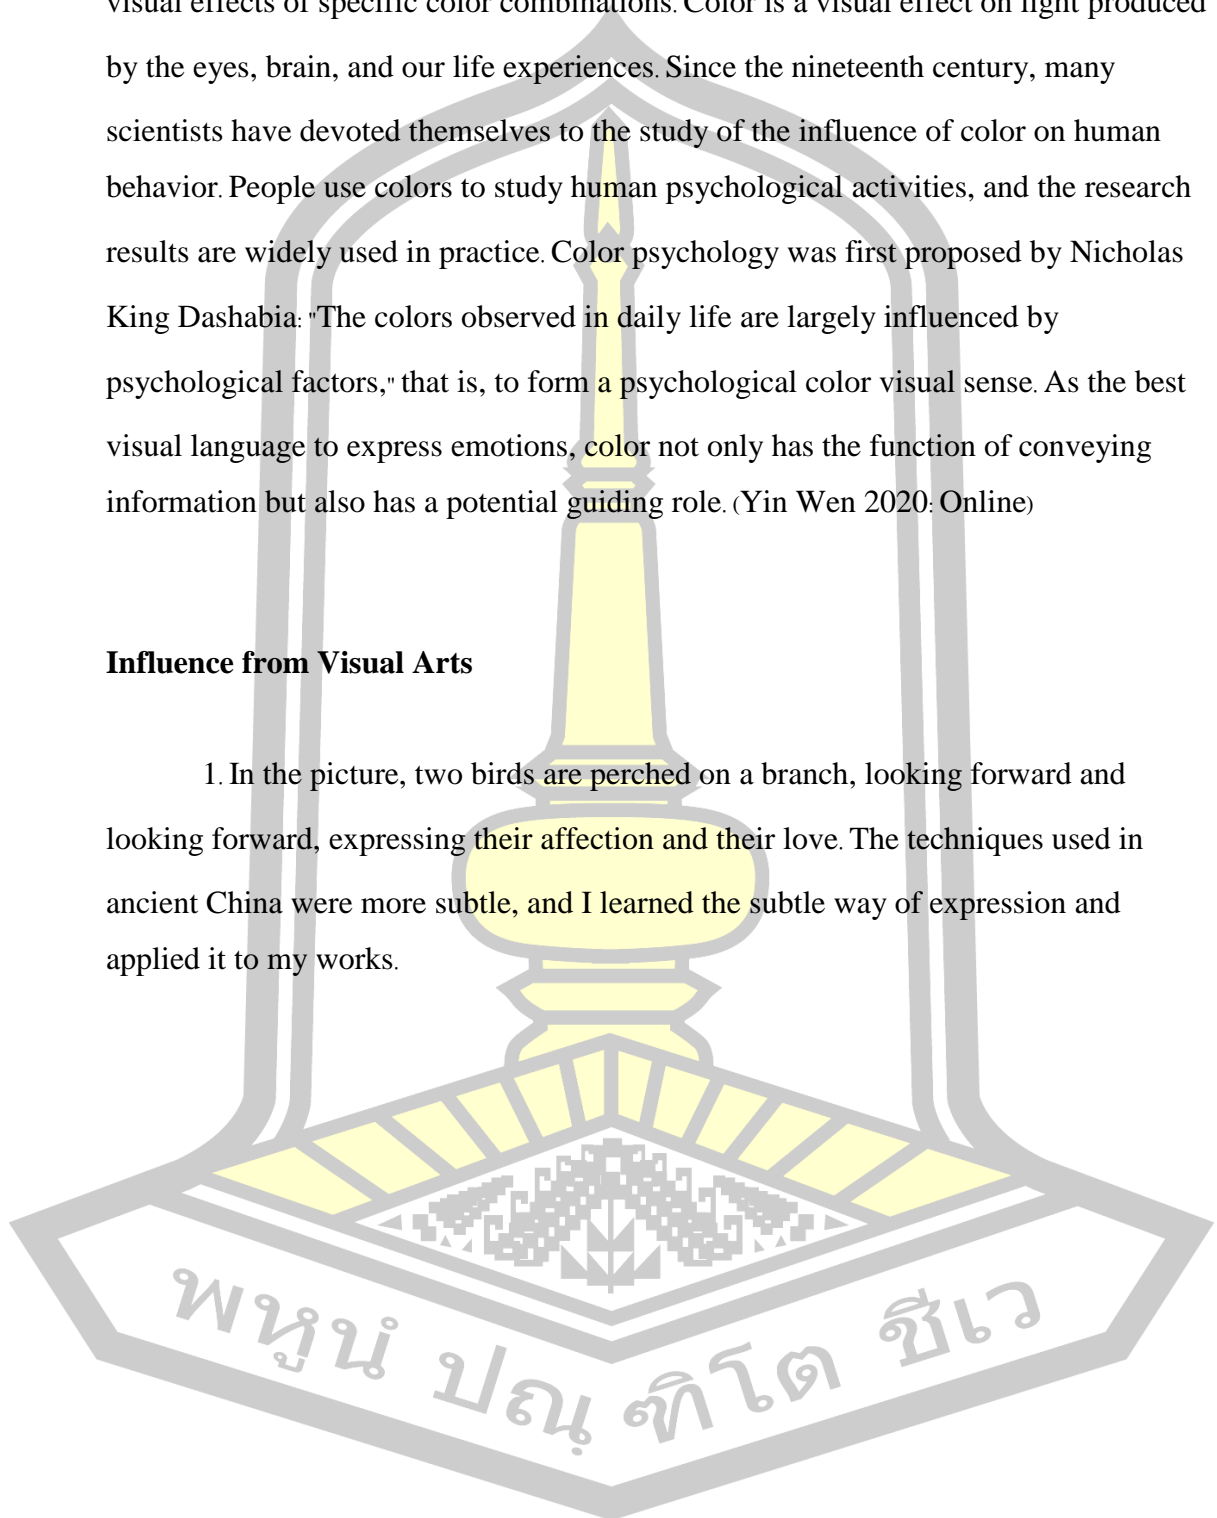 visual effects of specific color combinations. Color is a visual effect on light produced
by the eyes, brain, and our life experiences. Since the nineteenth century, many
scientists have devoted themselves to the study of the influence of color on human
behavior. People use colors to study human psychological activities, and the research
results are widely used in practice. Color psychology was first proposed by Nicholas
King Dashabia: "The colors observed in daily life are largely influenced by
psychological factors," that is, to form a psychological color visual sense. As the best
visual language to express emotions, color not only has the function of conveying
information but also has a potential guiding role. (Yin Wen 2020: Online)
Influence from Visual Arts
1. In the picture, two birds are perched on a branch, looking forward and
looking forward, expressing their affection and their love. The techniques used in
ancient China were more subtle, and I learned the subtle way of expression and
applied it to my works.
พหูนํ ปณฺฑิโต ชีเว